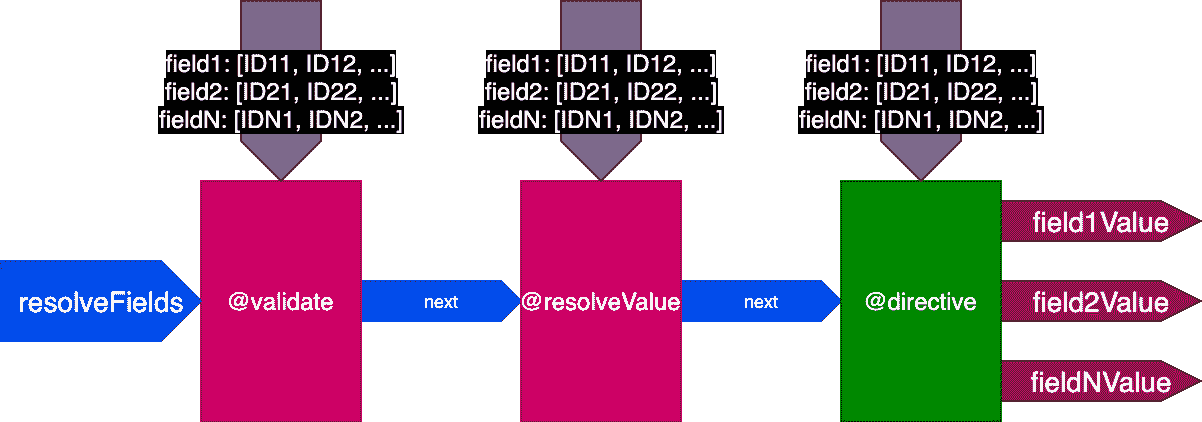 field1: [ID11, ID12, ...]
field2: [ID21, ID22, ...]
fieldN: [IDN1, IDN2, ...]
field1: [ID11, ID12, ...]
field2: [ID21, ID22, ...]
fieldN: [IDN1, IDN2, ...]
field1: [ID11, ID12, ...]
field2: [ID21, ID22, ...]
fieldN: [IDN1, IDN2, ...]
resolveFields
@validate
next
@resolveValue
next
@directive
field1Value
field2Value
fieldNValue